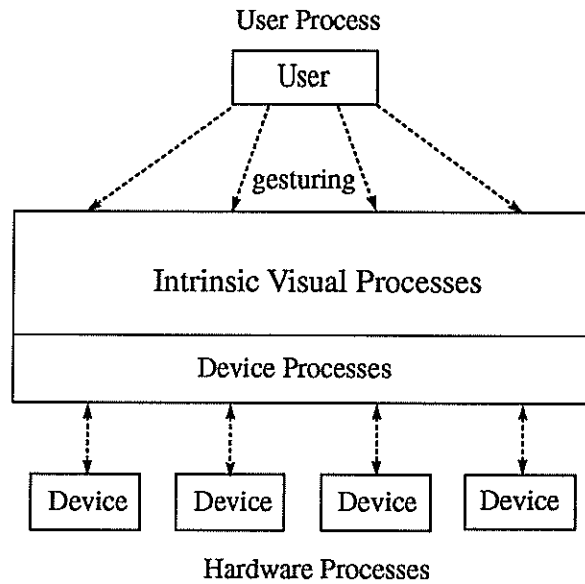 User Process
User
gesturing
Intrinsic Visual Processes
Device Processes
Device Device Device Device
Hardware Processes